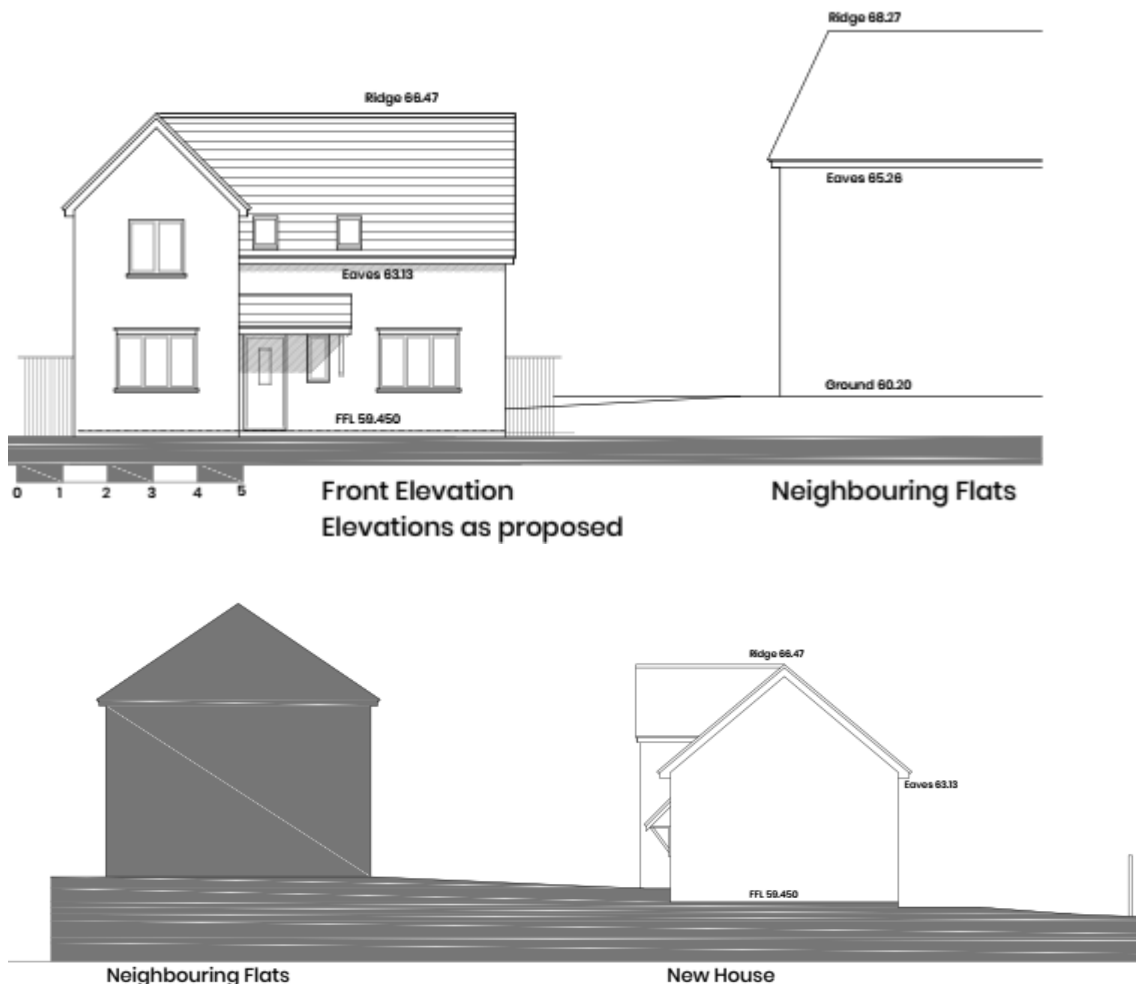 Ridge 68.27
Ridge 66.47
Eaves 65.26
Eaves 63.13
Ground 60.20
FFL 59.450
0 1 2 3 4 5
Front Elevation
Neighbouring Flats
Elevations as proposed
Ridge 66.47
Eaves 63.13
FFL 59.450
Neighbouring Flats
New House